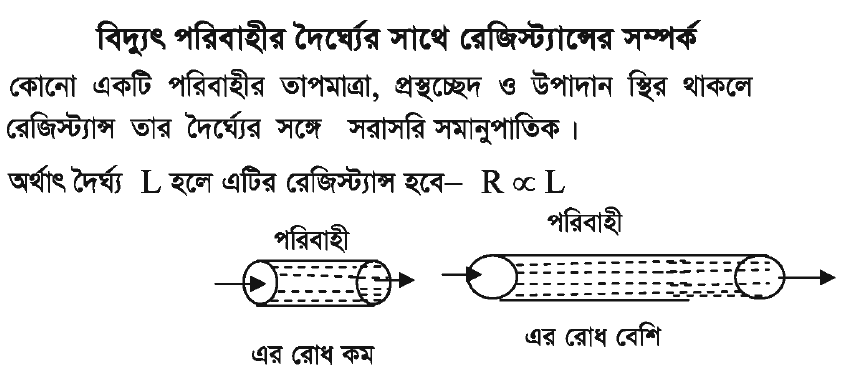 বিদ্যুৎ পরিবাহীর দৈর্ঘ্যের সাথে রেজিস্ট্যান্সের সম্পর্ক
কোনো একটি পরিবাহীর তাপমাত্রা, প্রস্থচ্ছেদ ও উপাদান স্থির থাকলে
রেজিস্ট্যান্স তার দৈর্ঘ্যের সঙ্গে সরাসরি সমানুপাতিক।
অর্থাৎ দৈর্ঘ্য L হলে এটির রেজিস্ট্যান্স হবে– R ∝ L
পরিবাহী
পরিবাহী
এর রোধ কম
এর রোধ বেশি